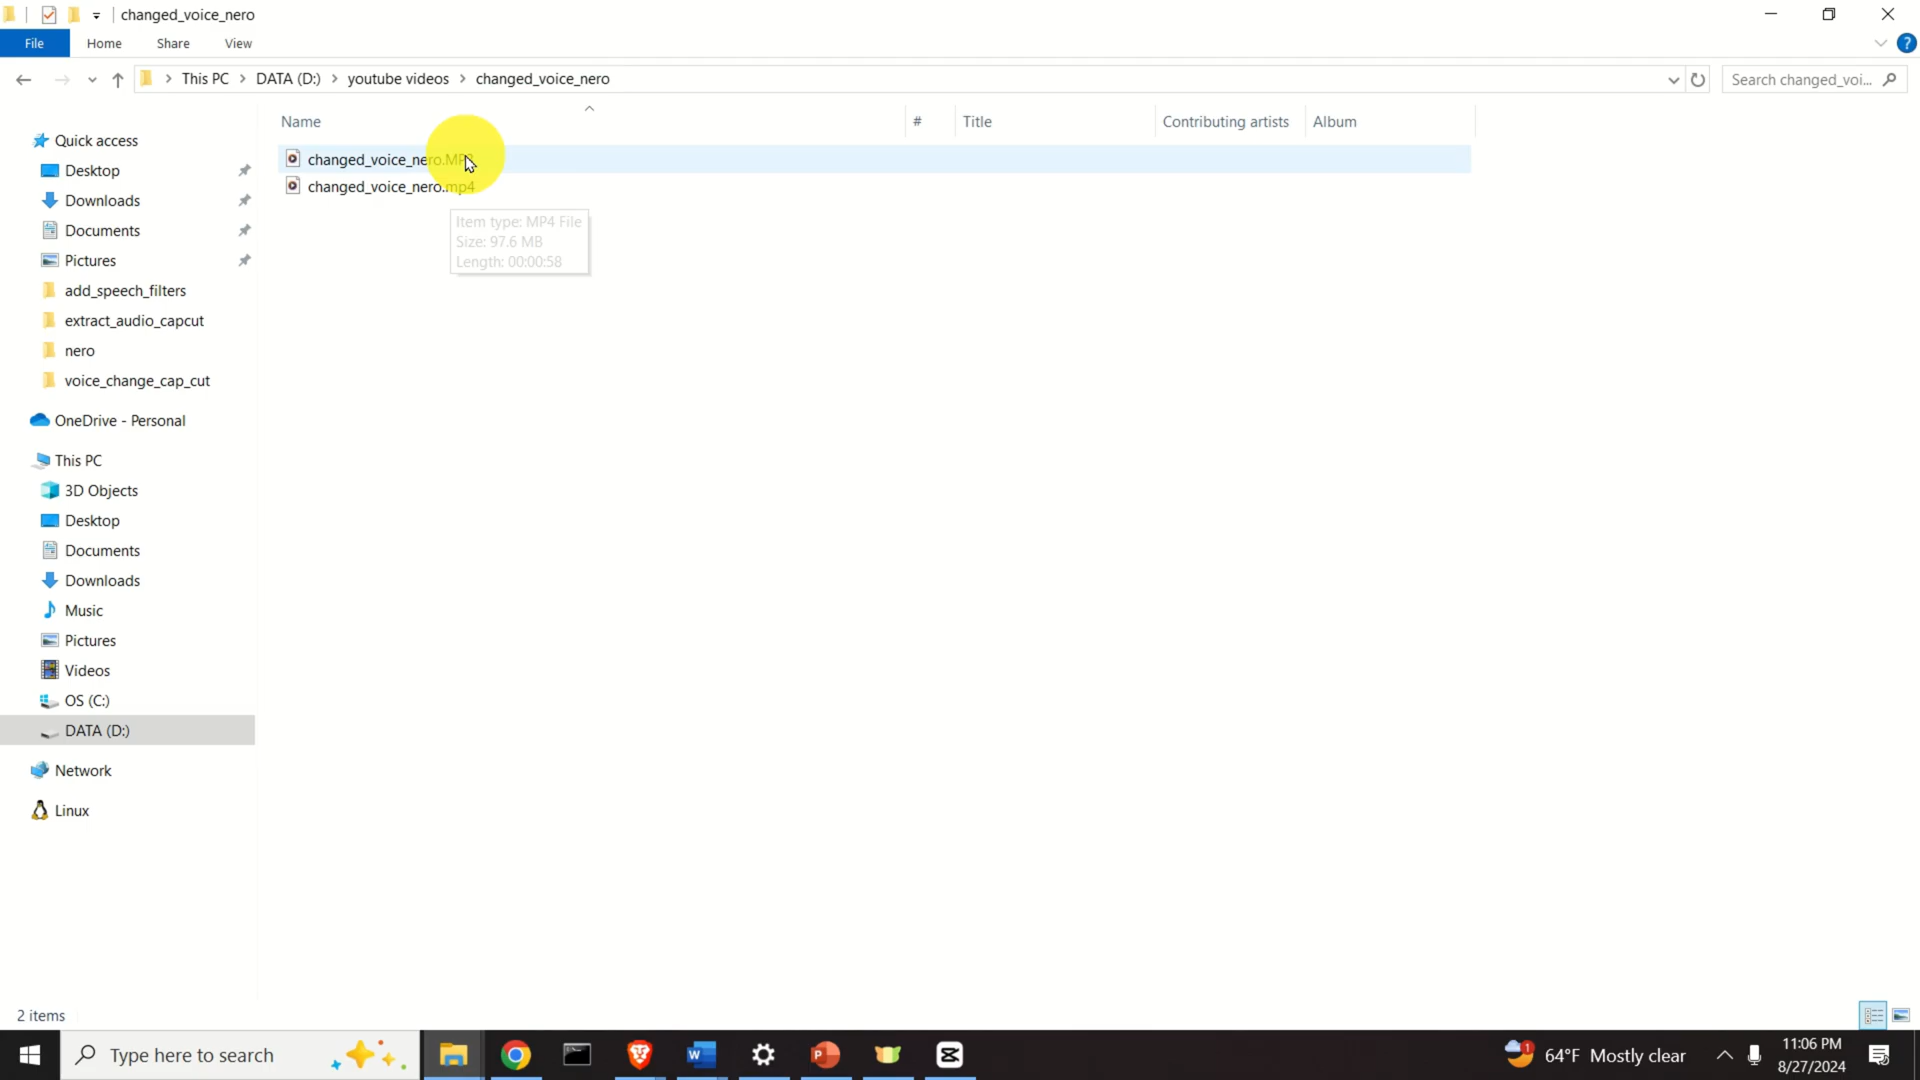 changed_voice_nero
File Home Share View
This PC DATA (D:) youtube videos changed_voice_nero
Search changed_voi...
Name # Title Contributing artists Album
Quick access
Desktop
Downloads
Documents
Pictures
add_speech_filters
extract_audio_capcut
nero
voice_change_cap_cut
OneDrive - Personal
This PC
3D Objects
Desktop
Documents
Downloads
Music
Pictures
Videos
OS (C:)
DATA (D:)
Network
Linux
changed_voice_nero.MP3
changed_voice_nero.mp4
Item type: MP4 File
Size: 97.6 MB
Length: 00:00:58
2 items
Type here to search
64°F Mostly clear
11:06 PM
8/27/2024